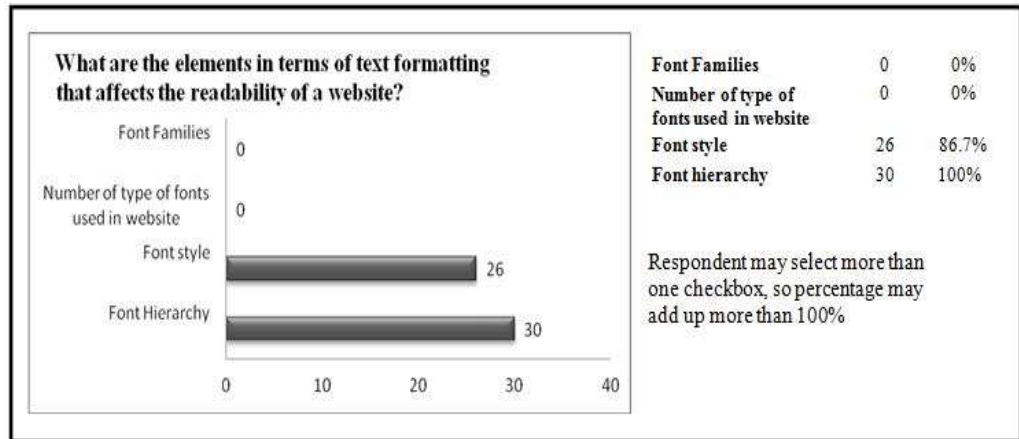 What are the elements in terms of text formatting
that affects the readability of a website?
Font Families
0
Number of type of fonts
used in website
0
Font style
26
Font Hierarchy
30
0 10 20 30 40
Font Families 0 0%
Number of type of 0 0%
fonts used in website
Font style 26 86.7%
Font hierarchy 30 100%
Respondent may select more than
one checkbox, so percentage may
add up more than 100%